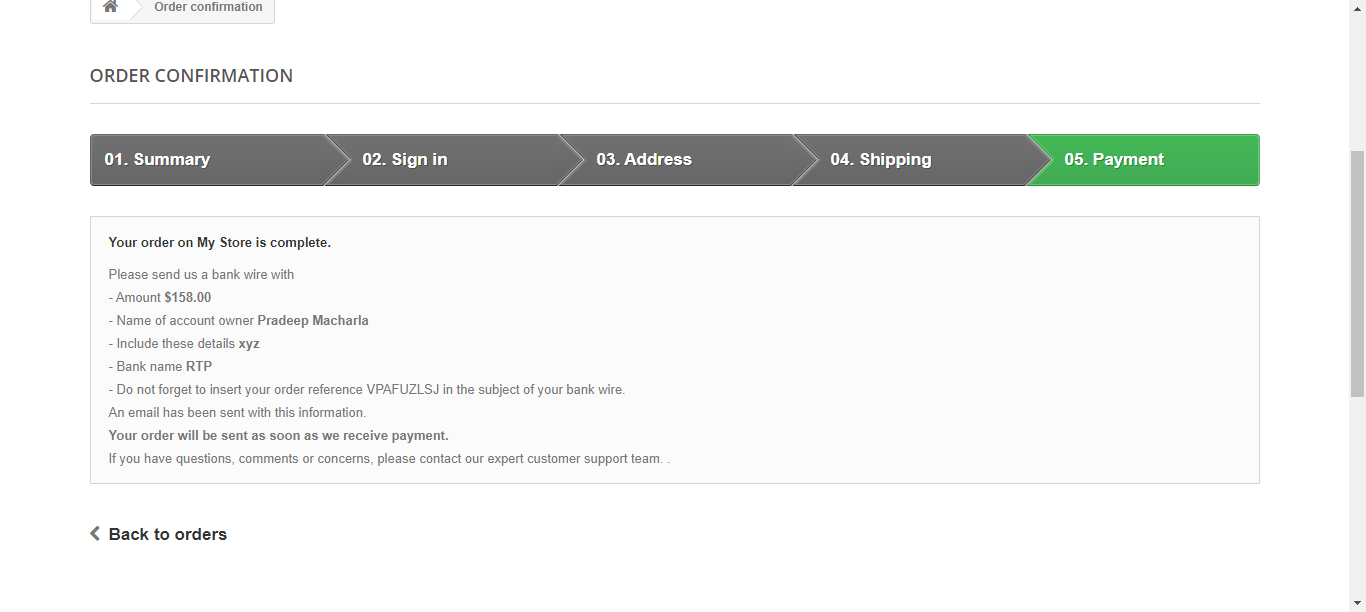 Order confirmation
ORDER CONFIRMATION
01. Summary
02. Sign in
03. Address
04. Shipping
05. Payment
Your order on My Store is complete.
Please send us a bank wire with
- Amount $158.00
- Name of account owner Pradeep Macharla
- Include these details xyz
- Bank name RTP
- Do not forget to insert your order reference VPAFUZLSJ in the subject of your bank wire.
An email has been sent with this information.
Your order will be sent as soon as we receive payment.
If you have questions, comments or concerns, please contact our expert customer support team. .
Back to orders